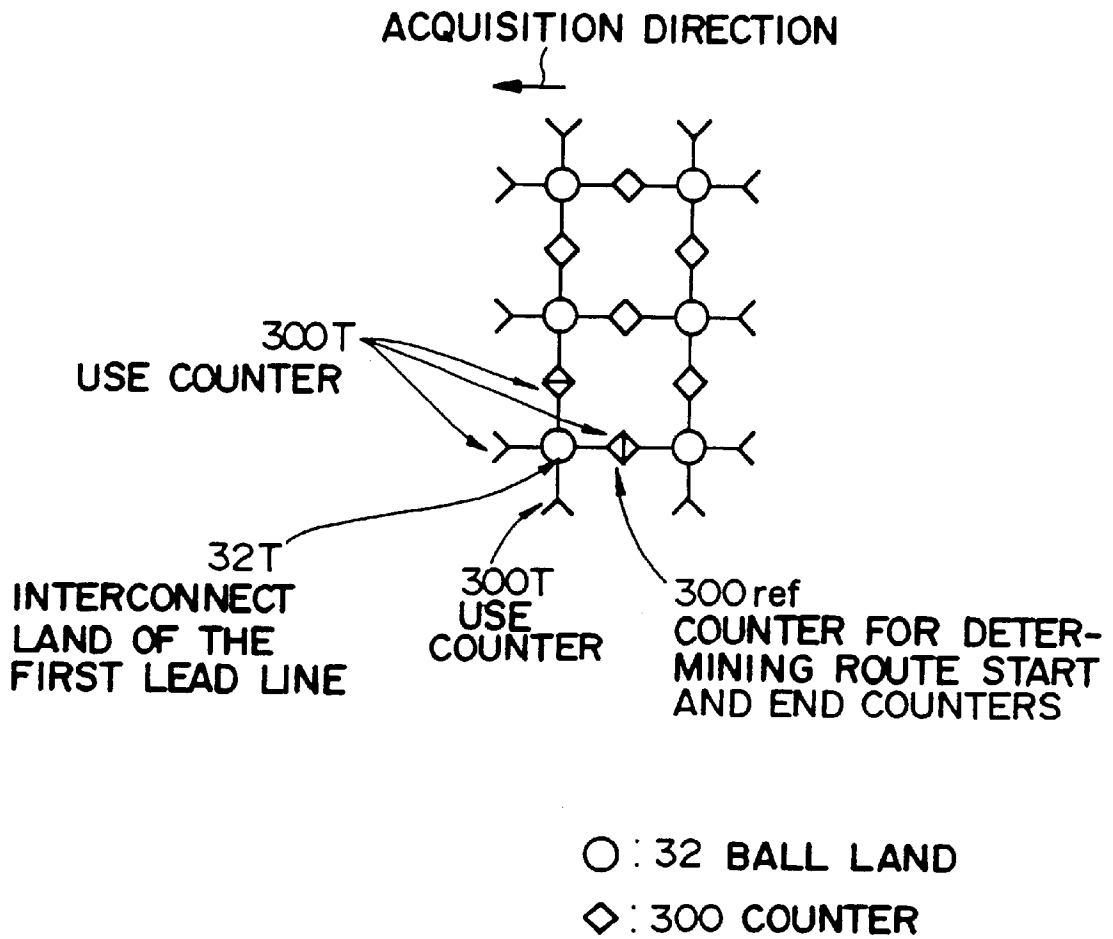 ACQUISITION DIRECTION
300T
USE COUNTER
32T
INTERCONNECT
LAND OF THE
FIRST LEAD LINE
300T
USE
COUNTER
300ref
COUNTER FOR DETER-
MINING ROUTE START
AND END COUNTERS
: 32 BALL LAND
: 300 COUNTER